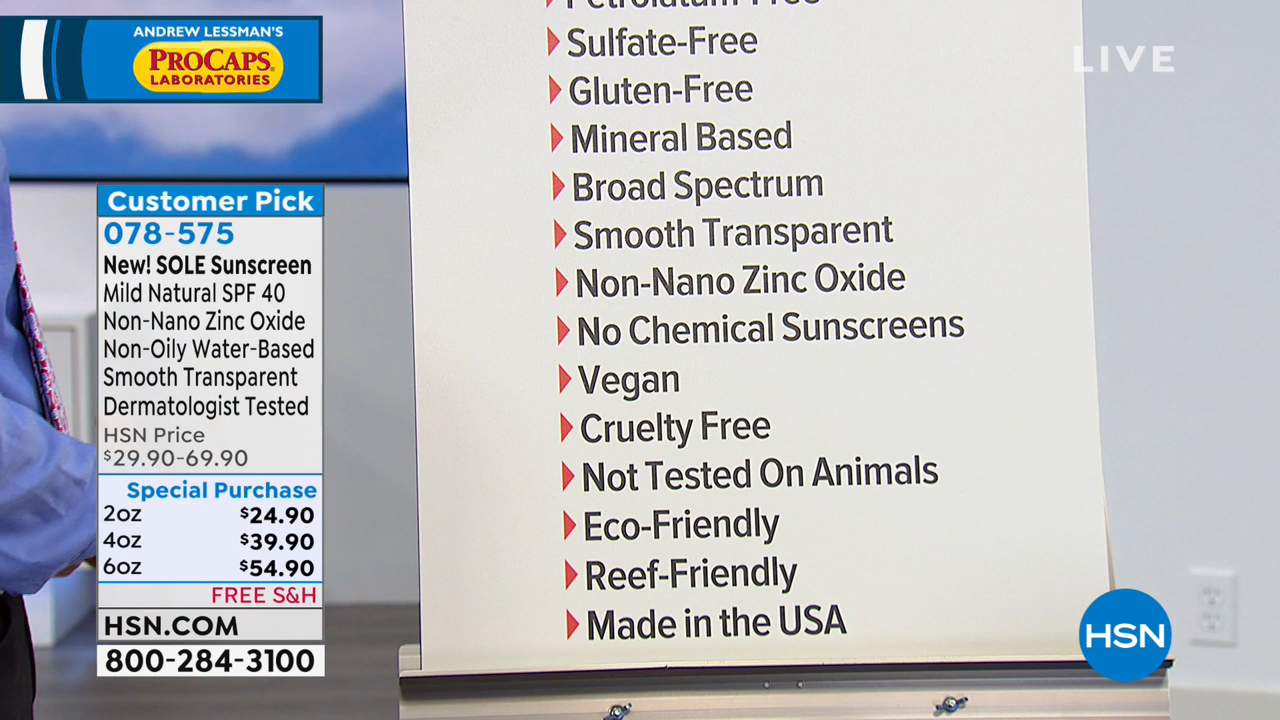 ANDREW LESSMAN'S
PROCAPS
LABORATORIES
LIVE
Customer Pick
078-575
New! SOLE Sunscreen
Mild Natural SPF 40
Non-Nano Zinc Oxide
Non-Oily Water-Based
Smooth Transparent
Dermatologist Tested
HSN Price
$29.90-69.90
Special Purchase
2oz $24.90
4oz $39.90
6oz $54.90
FREE S&H
HSN.COM
800-284-3100
Petrolatum-Free
Sulfate-Free
Gluten-Free
Mineral Based
Broad Spectrum
Smooth Transparent
Non-Nano Zinc Oxide
No Chemical Sunscreens
Vegan
Cruelty Free
Not Tested On Animals
Eco-Friendly
Reef-Friendly
Made in the USA
HSN